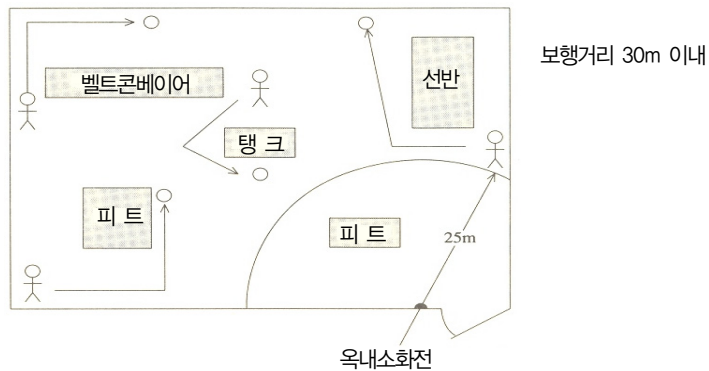 보행거리 30m 이내
벨트콘베이어
선반
탱 크
피 트
피 트
25m
옥내소화전